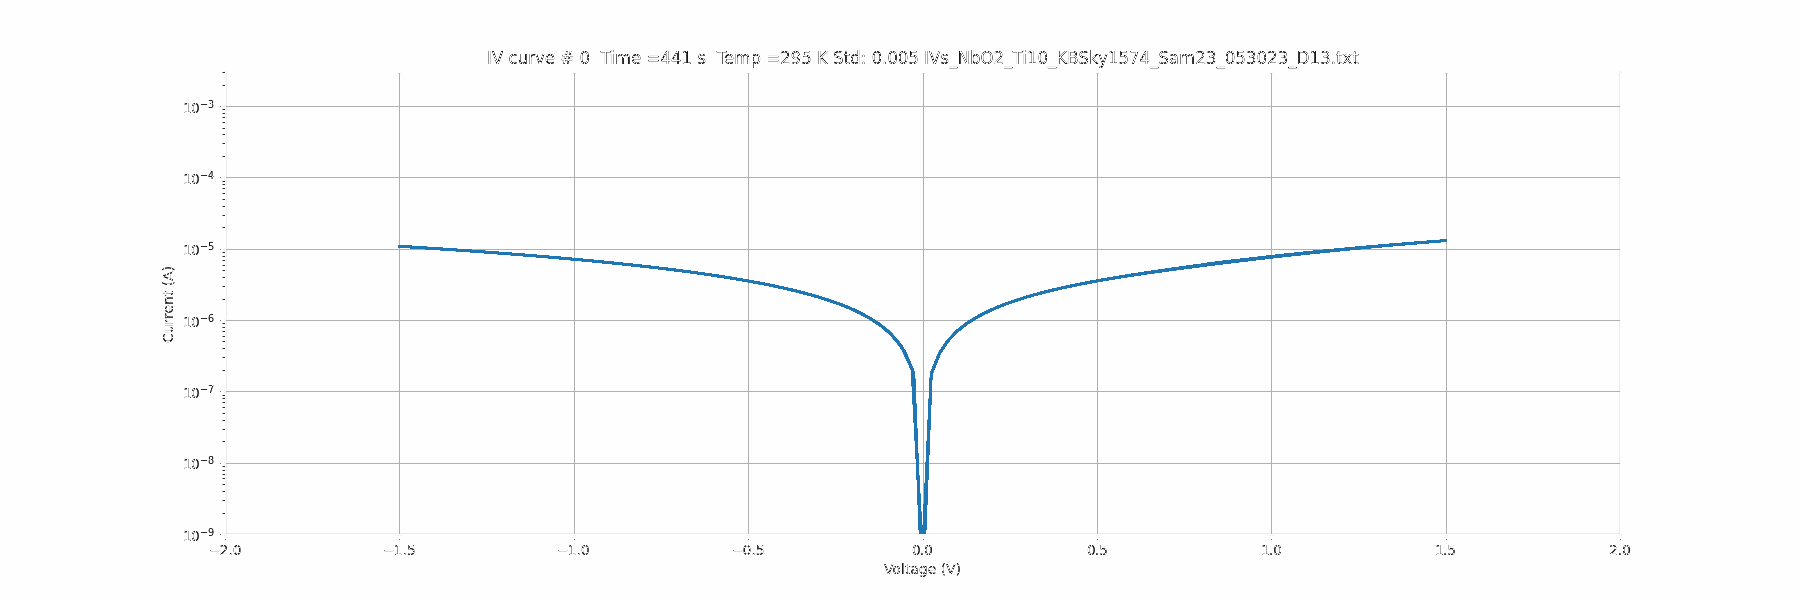 IV curve # 0 Time =441 s Temp =295 K Std: 0.005 IVs_NbO2_Ti10_KBSky1574_Sam23_053023_D13.txt
10⁻³
10⁻⁴
10⁻⁵
10⁻⁶
10⁻⁷
10⁻⁸
10⁻⁹
Current (A)
−2.0 −1.5 −1.0 −0.5 0.0 0.5 1.0 1.5 2.0
Voltage (V)